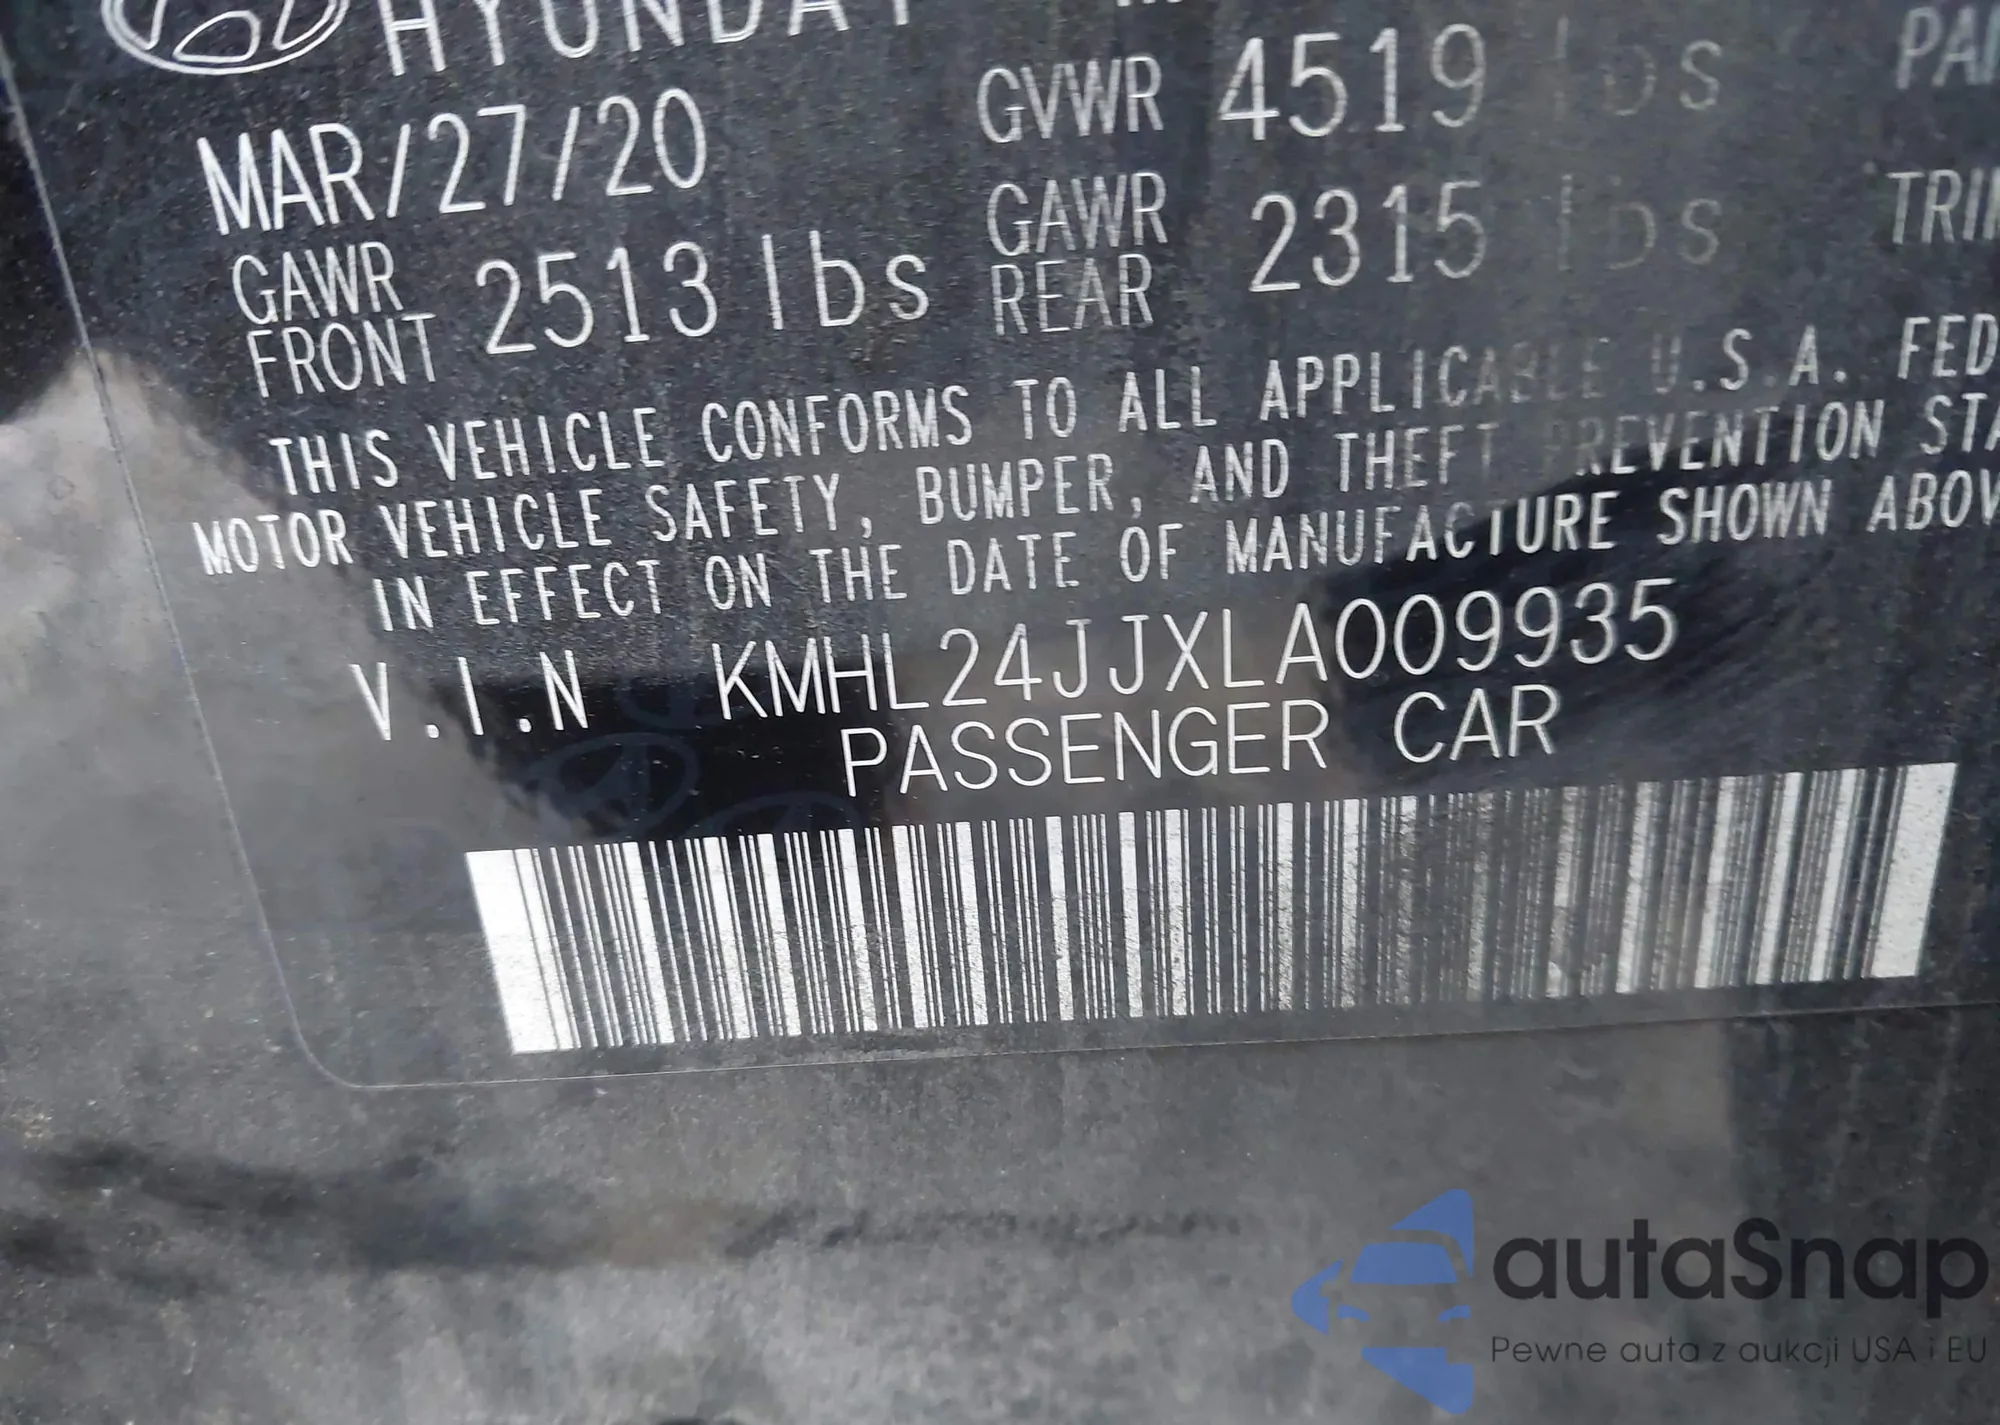 HYUNDAI
MAR/27/20 GVWR 4519 lbs
GAWR FRONT 2513 lbs GAWR REAR 2315 lbs
THIS VEHICLE CONFORMS TO ALL APPLICABLE U.S.A. FED
MOTOR VEHICLE SAFETY, BUMPER, AND THEFT PREVENTION STA
IN EFFECT ON THE DATE OF MANUFACTURE SHOWN ABOV
V.I.N KMHL24JJXLA009935
PASSENGER CAR
autaSnap
Pewne auta z aukcji USA i EU